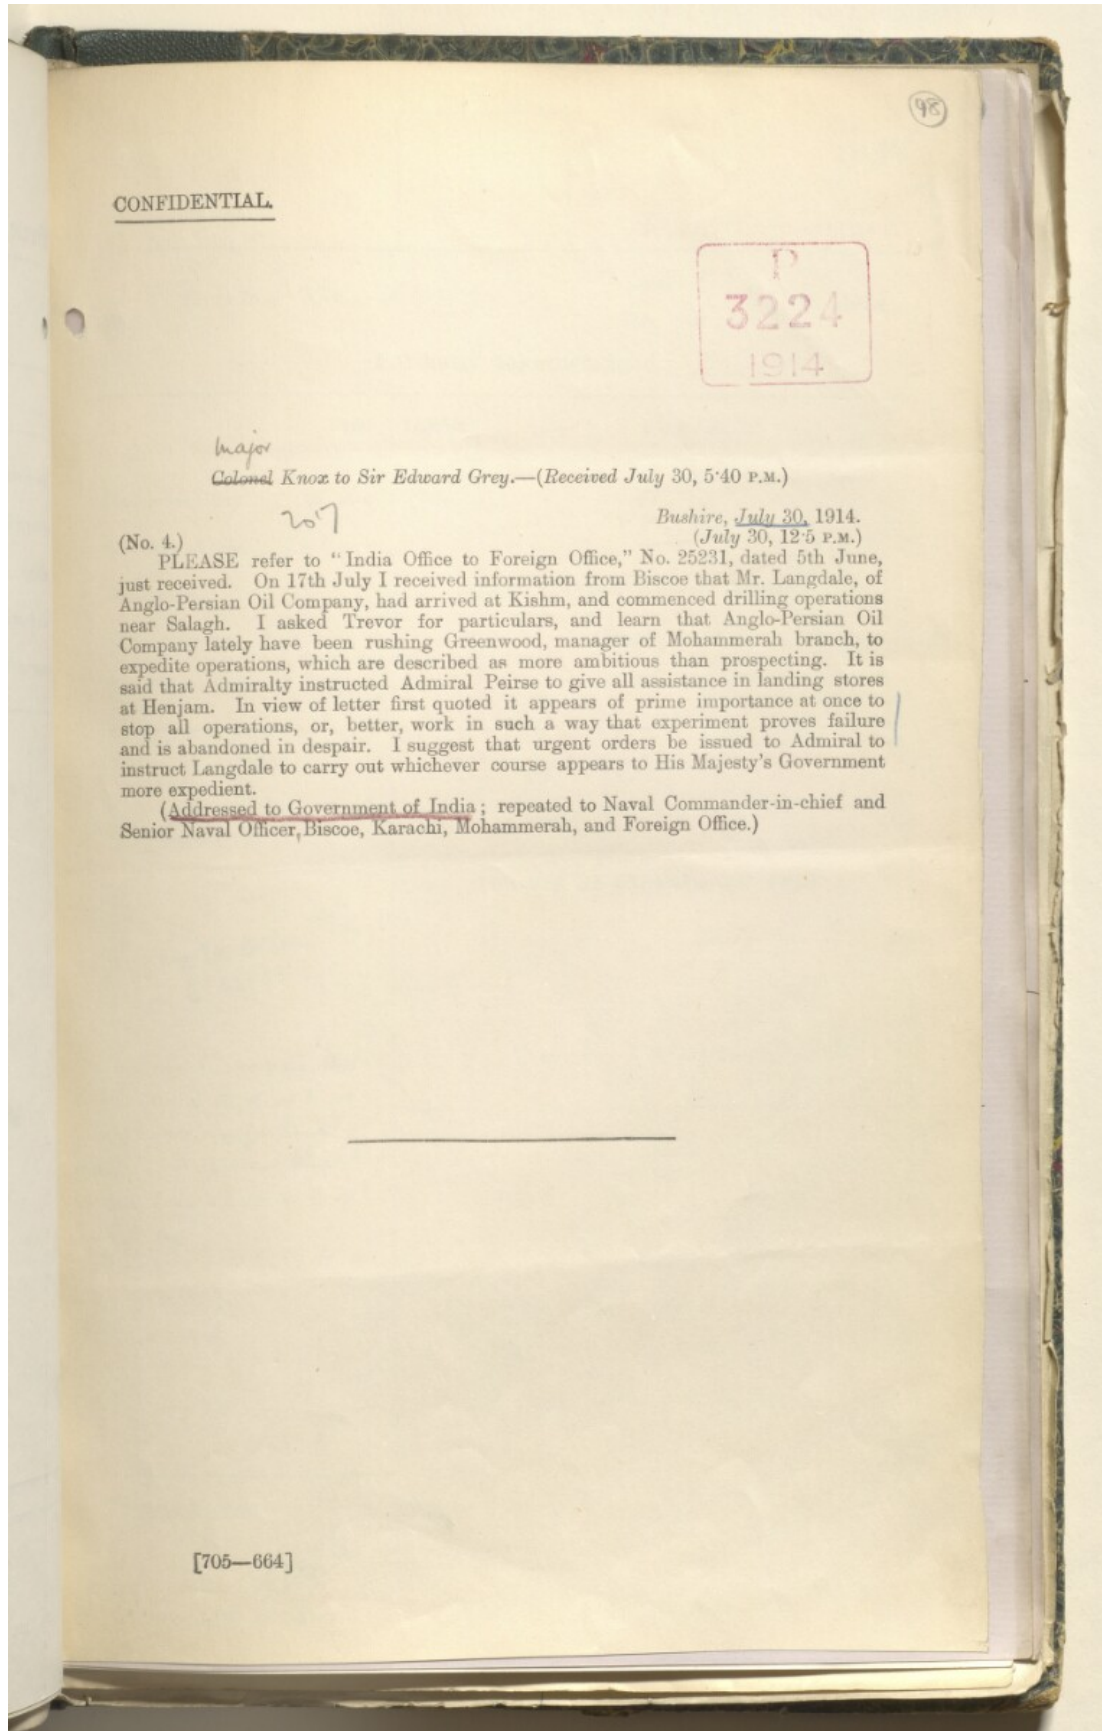 98
CONFIDENTIAL.
P
3224
1914
Major
Colonel Knox to Sir Edward Grey.—(Received July 30, 5·40 P.M.)
Bushire, July 30, 1914.
(No. 4.)
(July 30, 12·5 P.M.)
PLEASE refer to “India Office to Foreign Office,” No. 25231, dated 5th June,
just received. On 17th July I received information from Biscoe that Mr. Langdale, of
Anglo-Persian Oil Company, had arrived at Kishm, and commenced drilling operations
near Salagh. I asked Trevor for particulars, and learn that Anglo-Persian Oil
Company lately have been rushing Greenwood, manager of Mohammerah branch, to
expedite operations, which are described as more ambitious than prospecting. It is
said that Admiralty instructed Admiral Peirse to give all assistance in landing stores
at Henjam. In view of letter first quoted it appears of prime importance at once to
stop all operations, or, better, work in such a way that experiment proves failure
and is abandoned in despair. I suggest that urgent orders be issued to Admiral to
instruct Langdale to carry out whichever course appears to His Majesty's Government
more expedient.
(Addressed to Government of India; repeated to Naval Commander-in-chief and
Senior Naval Officer, Biscoe, Karachi, Mohammerah, and Foreign Office.)
[705—664]